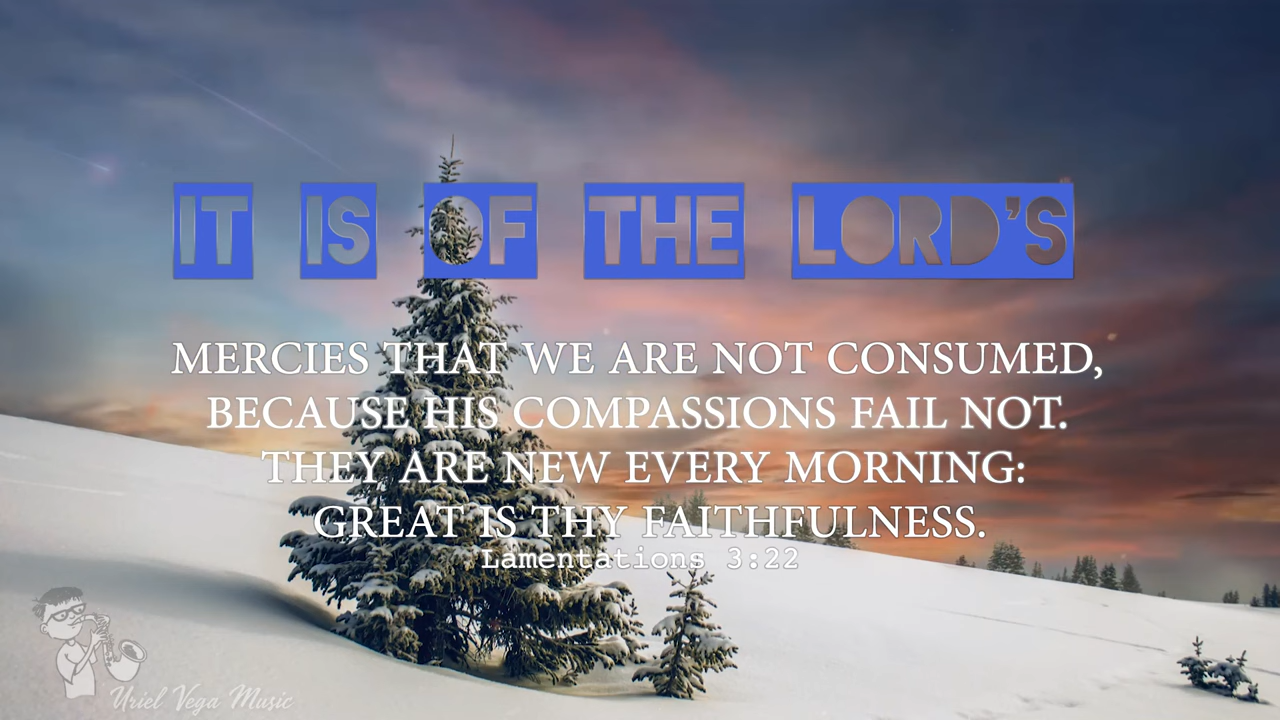 IT IS OF THE LORD'S
MERCIES THAT WE ARE NOT CONSUMED,
BECAUSE HIS COMPASSIONS FAIL NOT.
THEY ARE NEW EVERY MORNING:
GREAT IS THY FAITHFULNESS.
Lamentations 3:22
Uriel Vega Music